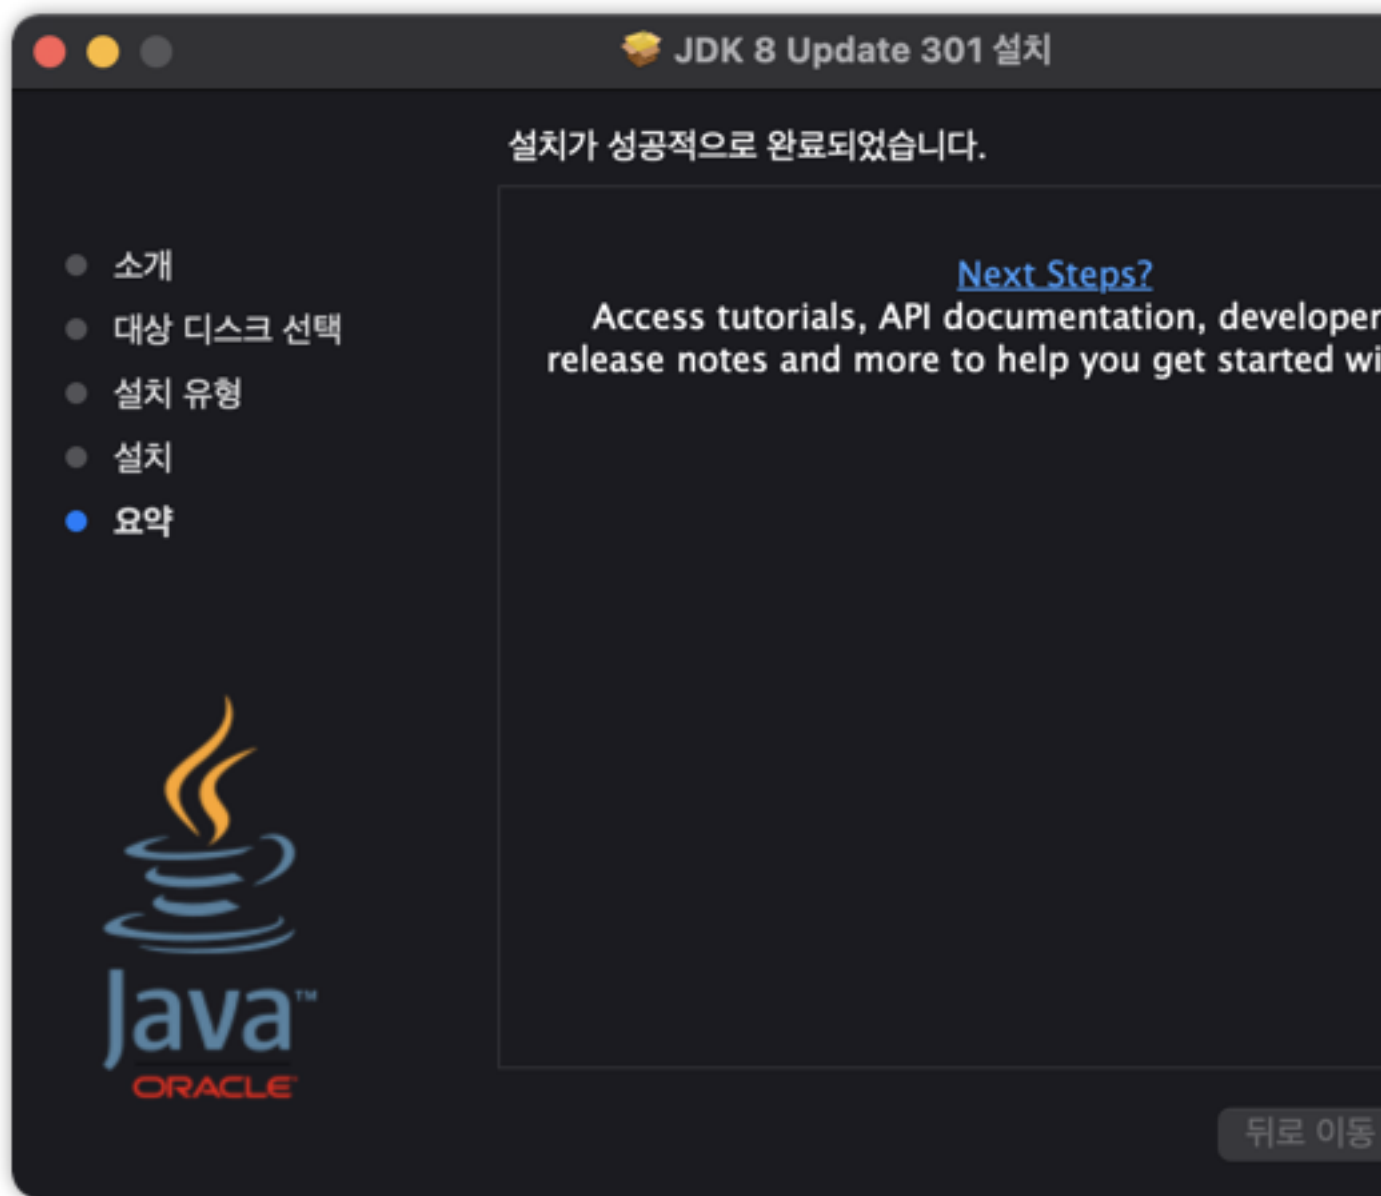 JDK 8 Update 301 설치
설치가 성공적으로 완료되었습니다.
소개
대상 디스크 선택
설치 유형
설치
요약
Next Steps?
Access tutorials, API documentation, developer
release notes and more to help you get started wi
Java™
ORACLE
뒤로 이동